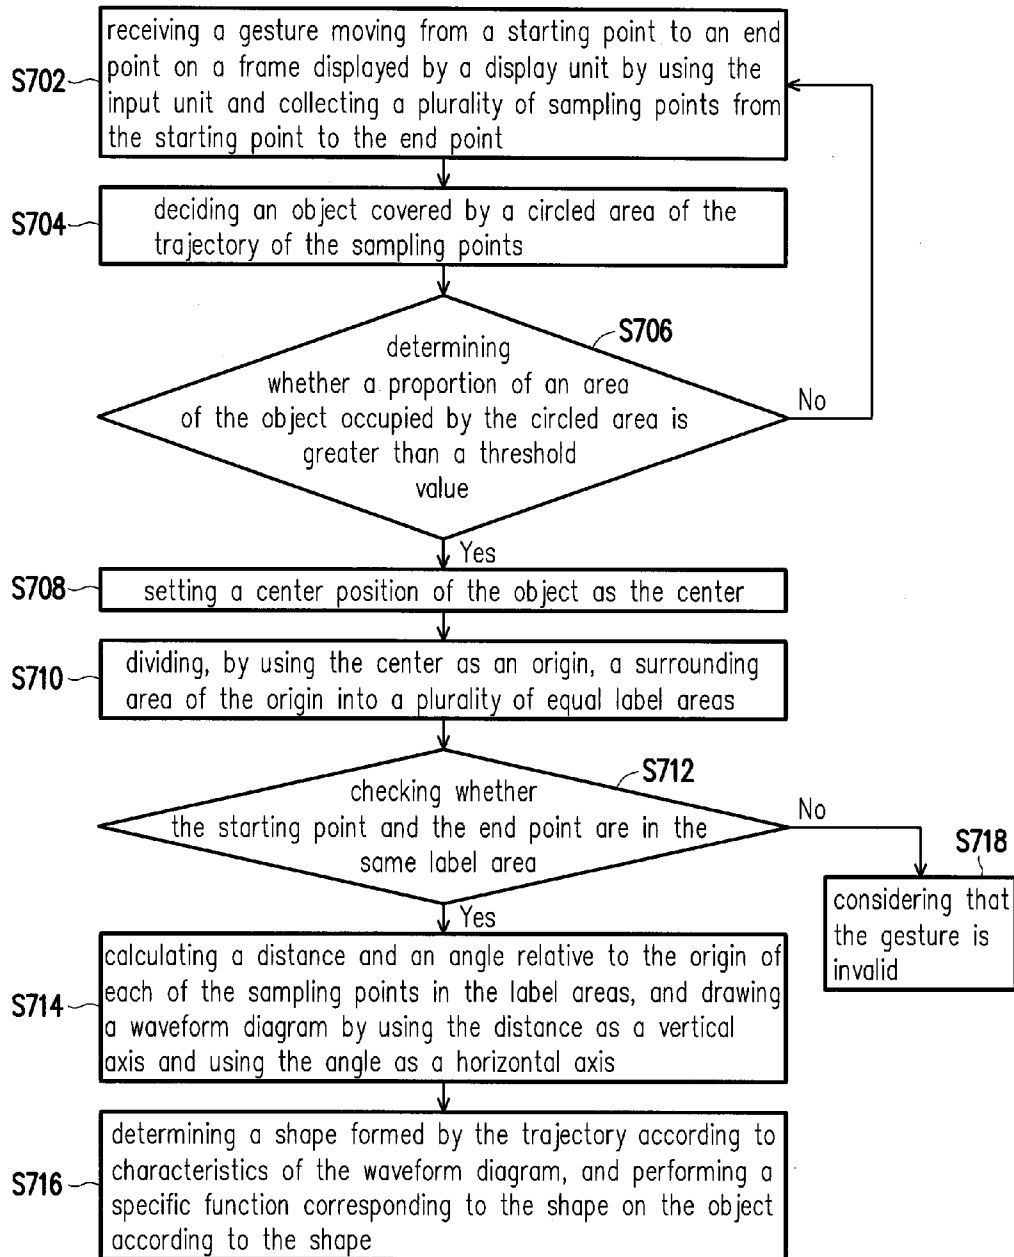 S702
receiving a gesture moving from a starting point to an end
point on a frame displayed by a display unit by using the
input unit and collecting a plurality of sampling points from
the starting point to the end point
S704
deciding an object covered by a circled area of the
trajectory of the sampling points
S706
determining
whether a proportion of an area
of the object occupied by the circled area is
greater than a threshold
value
No
Yes
S708
setting a center position of the object as the center
S710
dividing, by using the center as an origin, a surrounding
area of the origin into a plurality of equal label areas
S712
checking whether
the starting point and the end point are in the
same label area
No
S718
considering that
the gesture is
invalid
Yes
S714
calculating a distance and an angle relative to the origin of
each of the sampling points in the label areas, and drawing
a waveform diagram by using the distance as a vertical
axis and using the angle as a horizontal axis
S716
determining a shape formed by the trajectory according to
characteristics of the waveform diagram, and performing a
specific function corresponding to the shape on the object
according to the shape